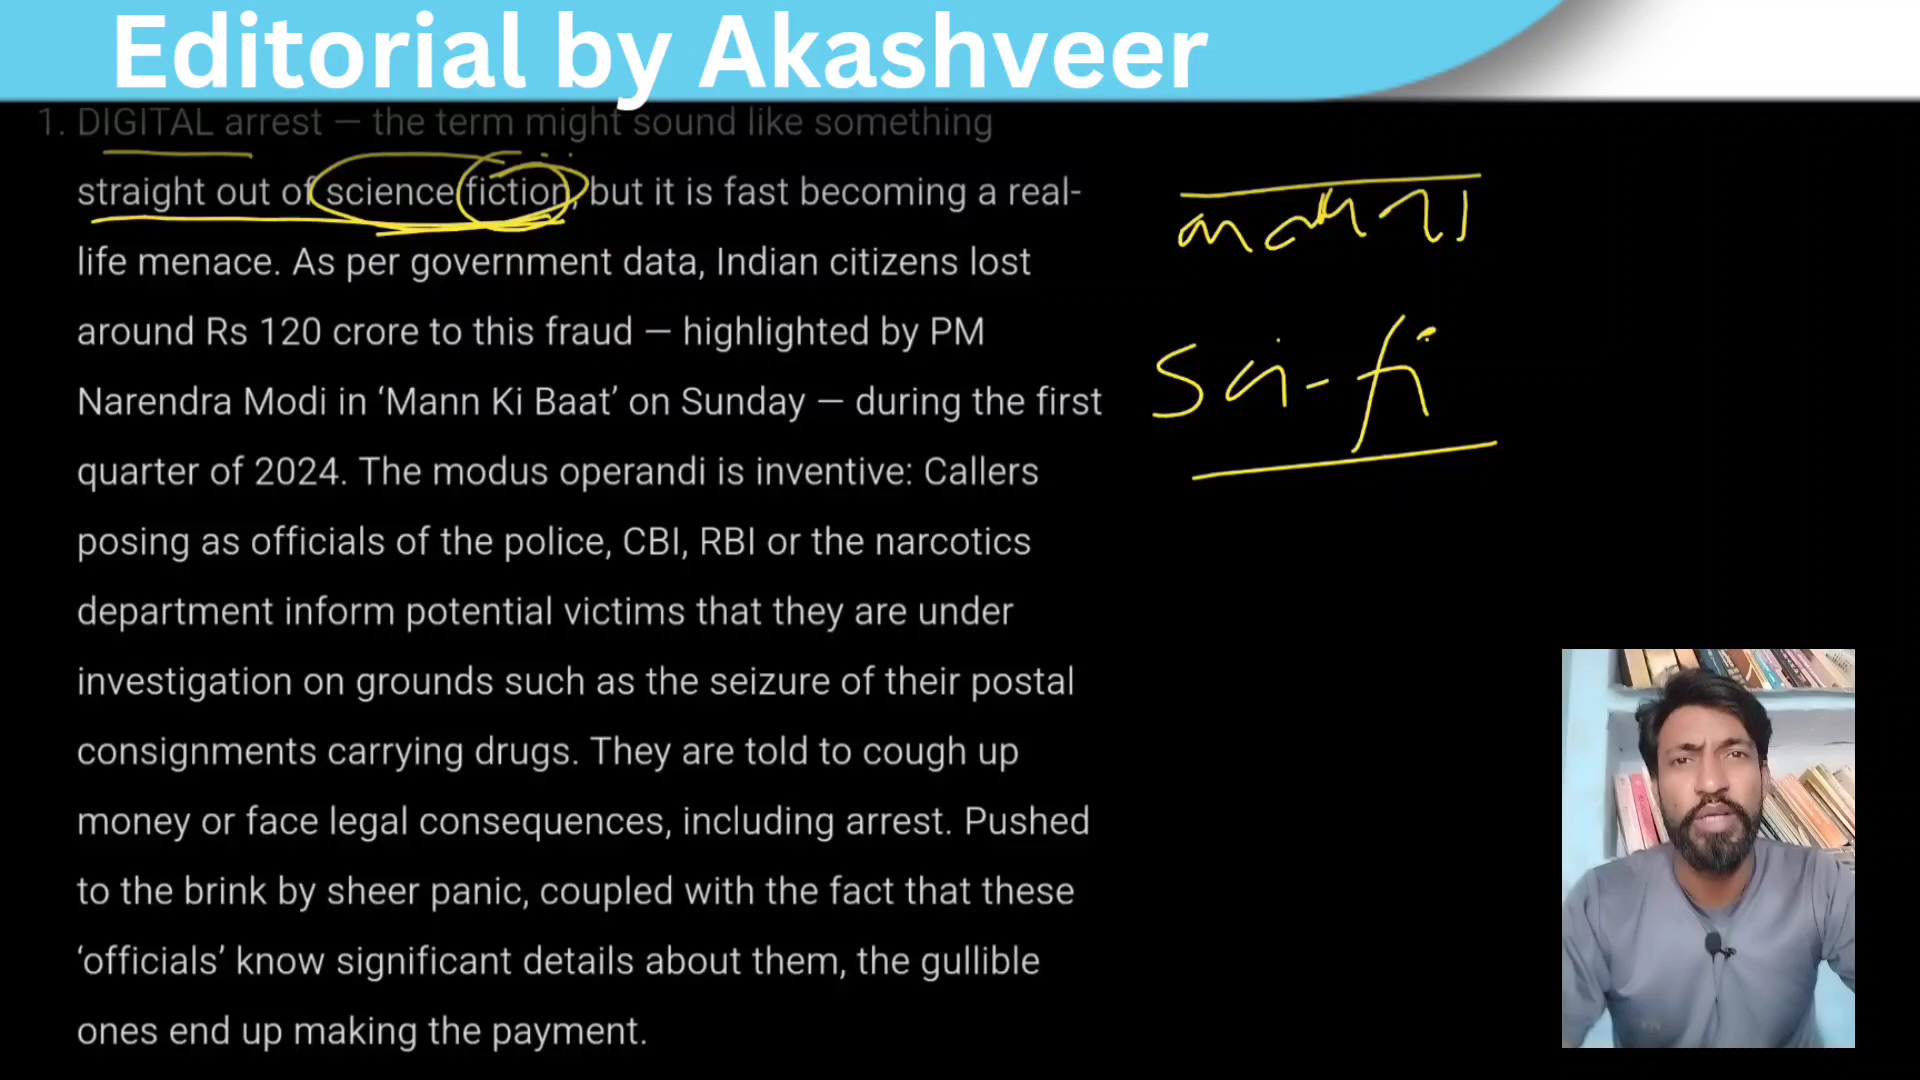 Editorial by Akashveer
1. DIGITAL arrest — the term might sound like something
straight out of science fiction, but it is fast becoming a real-
life menace. As per government data, Indian citizens lost
around Rs 120 crore to this fraud — highlighted by PM
Narendra Modi in ‘Mann Ki Baat’ on Sunday — during the first
quarter of 2024. The modus operandi is inventive: Callers
posing as officials of the police, CBI, RBI or the narcotics
department inform potential victims that they are under
investigation on grounds such as the seizure of their postal
consignments carrying drugs. They are told to cough up
money or face legal consequences, including arrest. Pushed
to the brink by sheer panic, coupled with the fact that these
‘officials’ know significant details about them, the gullible
ones end up making the payment.
Sci-fi